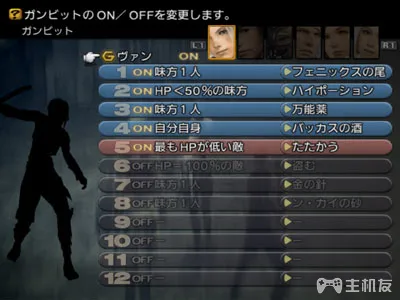 ガンビットのON／OFFを変更します。
ガンビット
L1 R1
Gヴァン ON
1 ON 味方1人 フェニックスの尾
2 ON HP＜50%の味方 ハイポーション
3 ON 味方1人 万能薬
4 ON 自分自身 バッカスの酒
5 ON 最もHPが低い敵 たたかう
6 OFF HP=100%の敵 盗む
7 OFF 味方1人 金の針
8 OFF 味方1人 ン・カイの砂
9 OFF --- --
10 OFF --- --
11 OFF --- --
12 OFF --- --
主机友